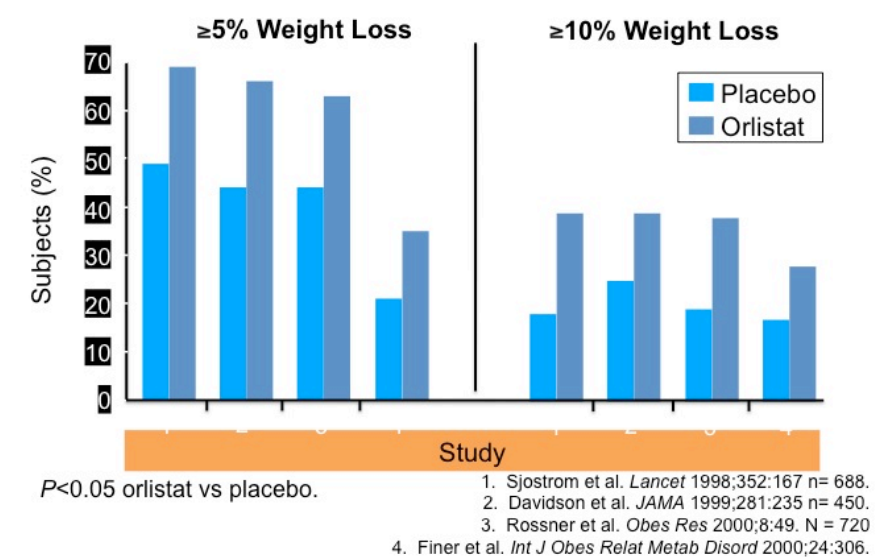 ≥5% Weight Loss
≥10% Weight Loss
70
60
50
40
30
20
10
0
Subjects (%)
Placebo
Orlistat
Study
P<0.05 orlistat vs placebo.
1. Sjostrom et al. Lancet 1998;352:167 n= 688.
2. Davidson et al. JAMA 1999;281:235 n= 450.
3. Rossner et al. Obes Res 2000;8:49. N = 720
4. Finer et al. Int J Obes Relat Metab Disord 2000;24:306.